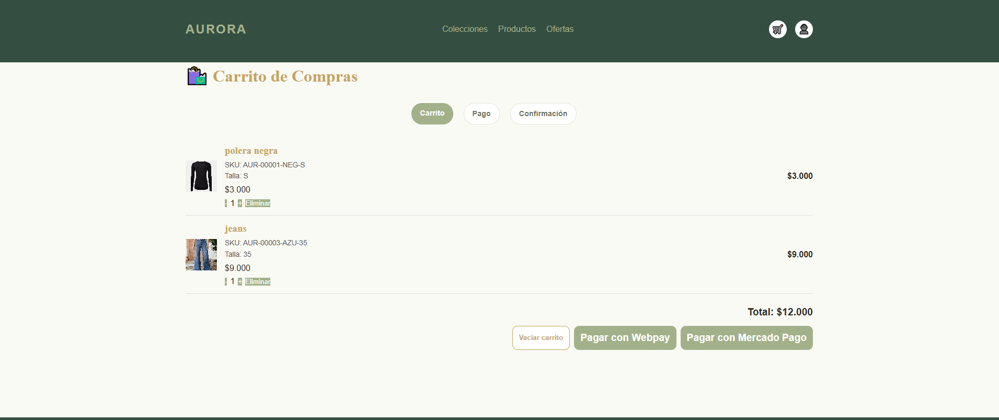 AURORA
Colecciones Productos Ofertas
Carrito de Compras
Carrito Pago Confirmación
polera negra
SKU: AUR-00001-NEG-S
Talla: S
$3.000
$3.000
- 1 + Eliminar
jeans
SKU: AUR-00003-AZU-35
Talla: 35
$9.000
$9.000
- 1 + Eliminar
Total: $12.000
Vaciar carrito Pagar con Webpay Pagar con Mercado Pago